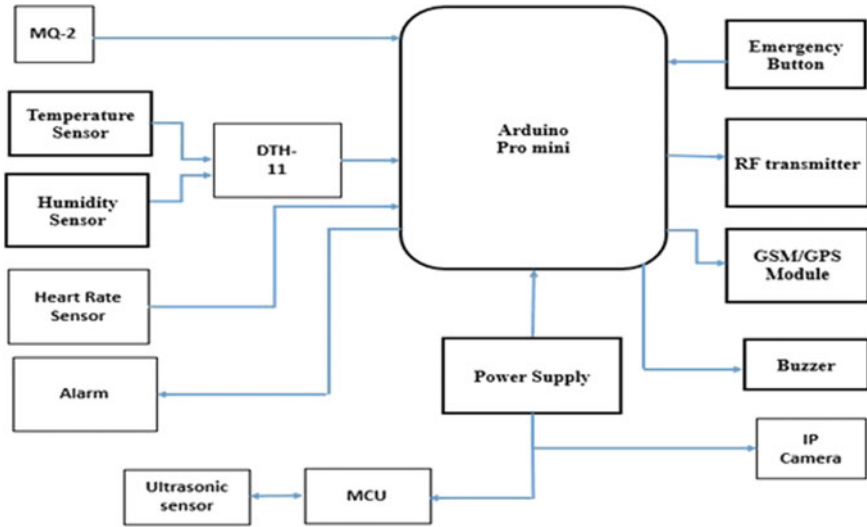 MQ-2
Temperature
Sensor
Humidity
Sensor
DTH-
11
Heart Rate
Sensor
Alarm
Ultrasonic
sensor
MCU
Arduino
Pro mini
Power Supply
Emergency
Button
RF transmitter
GSM/GPS
Module
Buzzer
IP
Camera